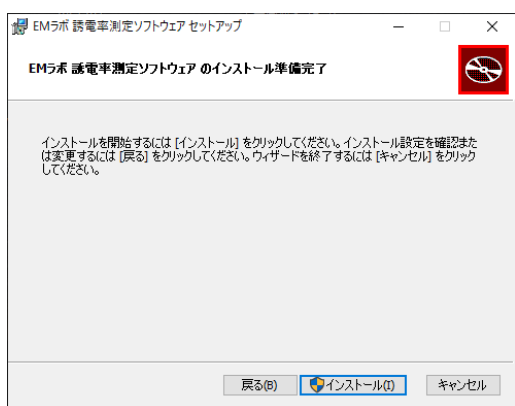 EMラボ 誘電率測定ソフトウェア セットアップ
EMラボ 誘電率測定ソフトウェア のインストール準備完了
インストールを開始するには [インストール] をクリックしてください。インストール設定を確認また
は変更するには [戻る] をクリックしてください。ウィザードを終了するには [キャンセル] をクリック
してください。
戻る(B) インストール(I) キャンセル